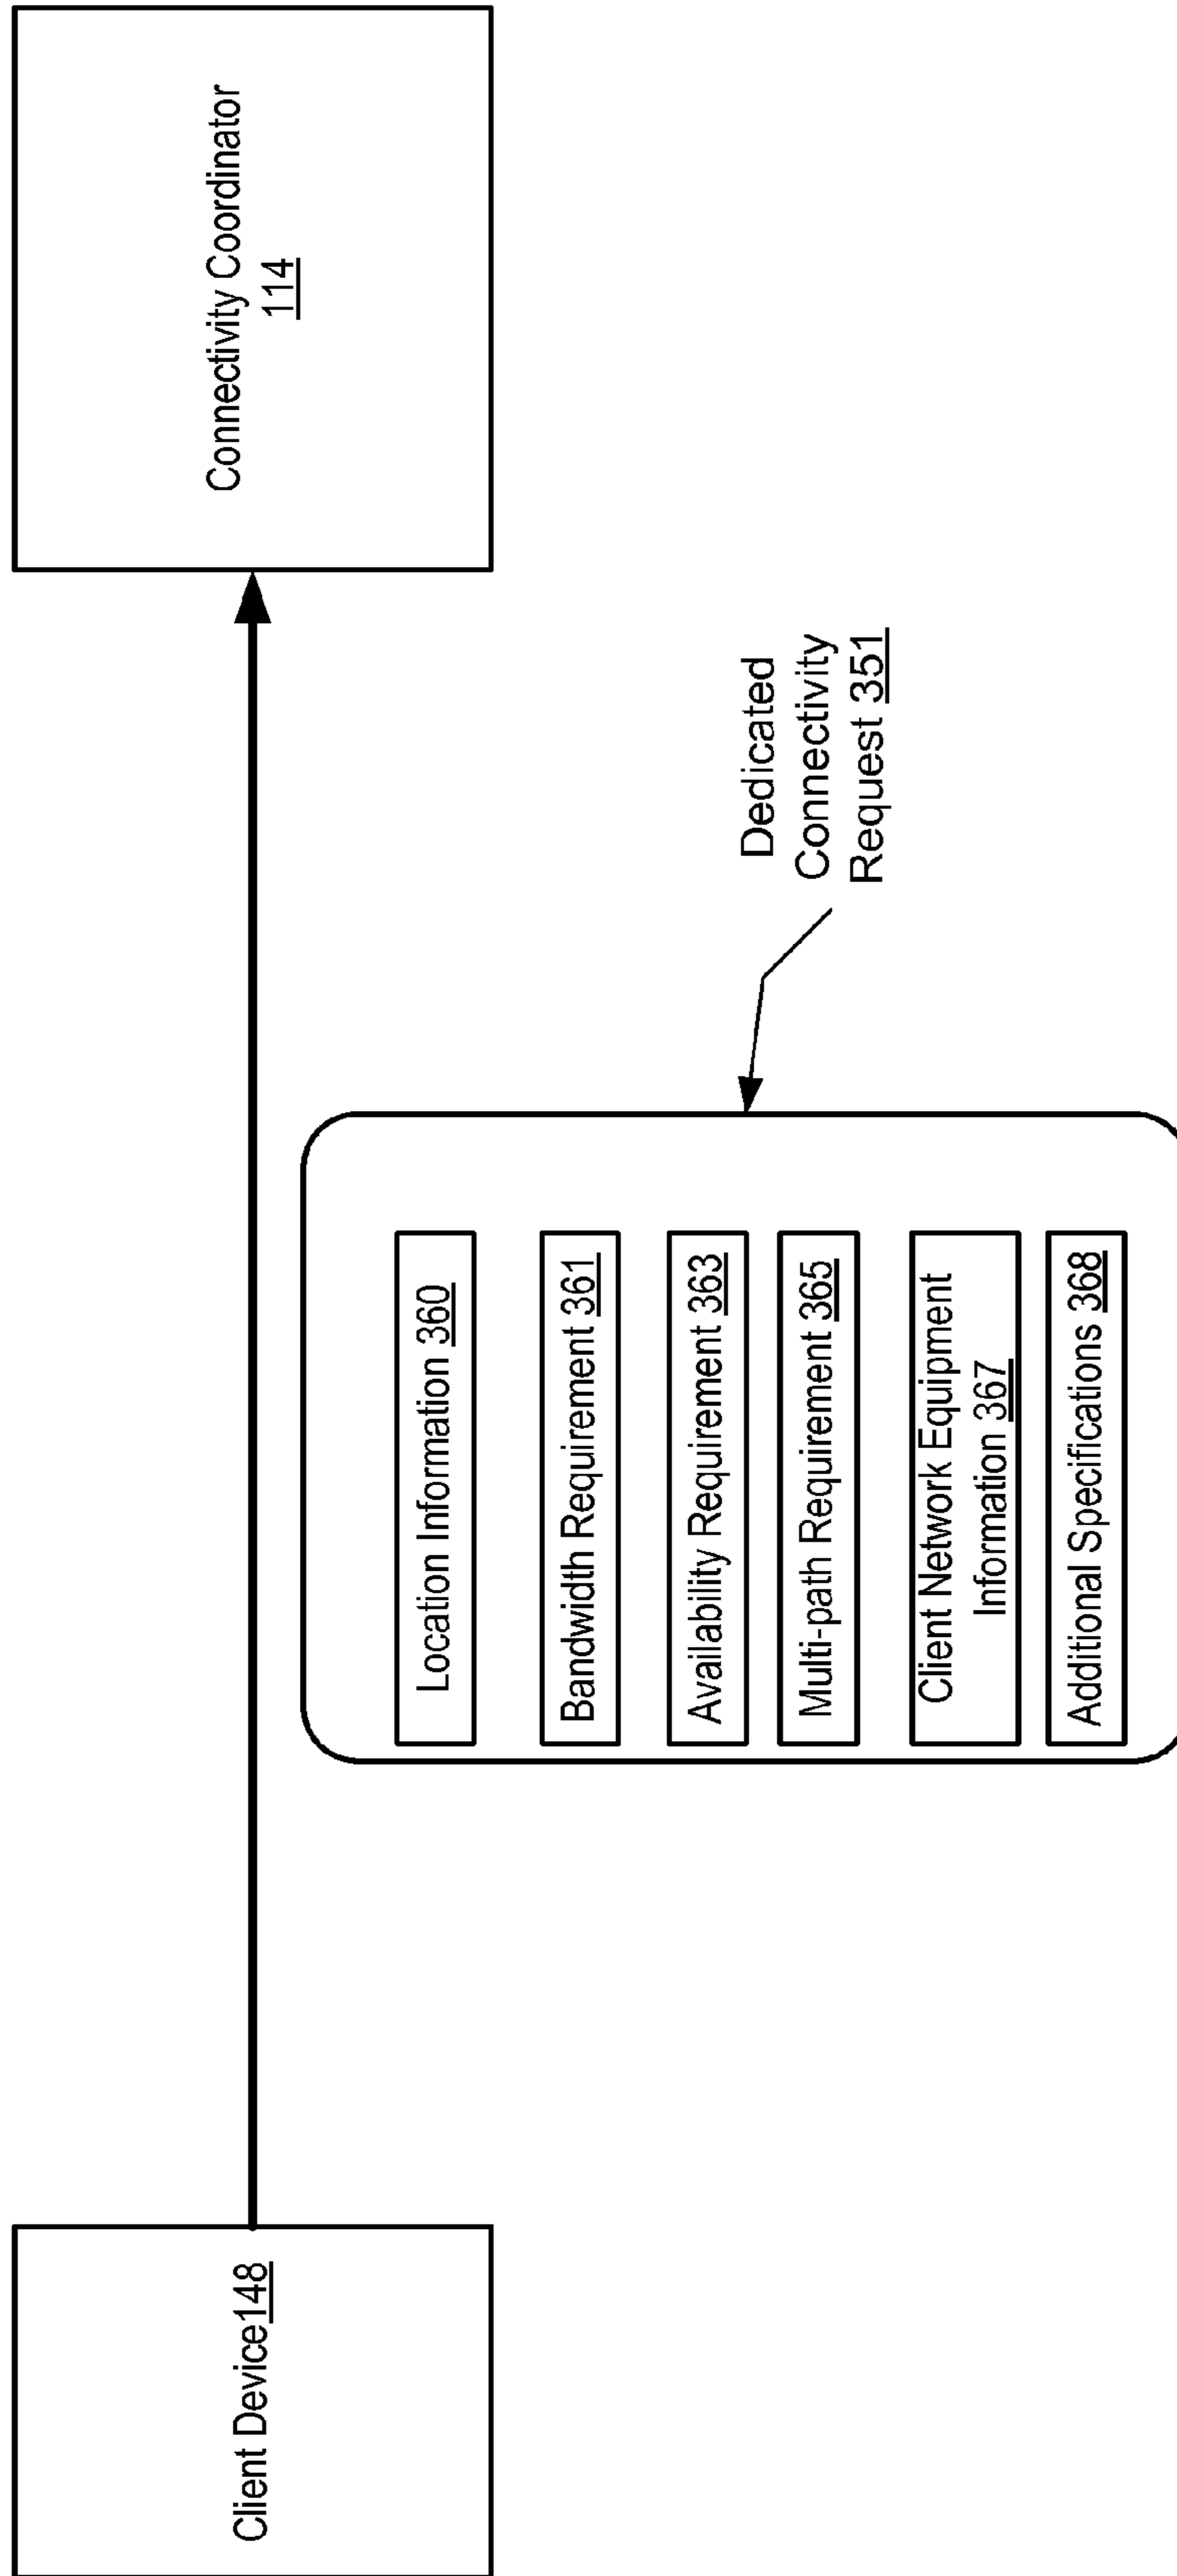 Client Device148
Connectivity Coordinator
114
Location Information 360
Bandwidth Requirement 361
Availability Requirement 363
Multi-path Requirement 365
Client Network Equipment
Information 367
Additional Specifications 368
Dedicated
Connectivity
Request 351